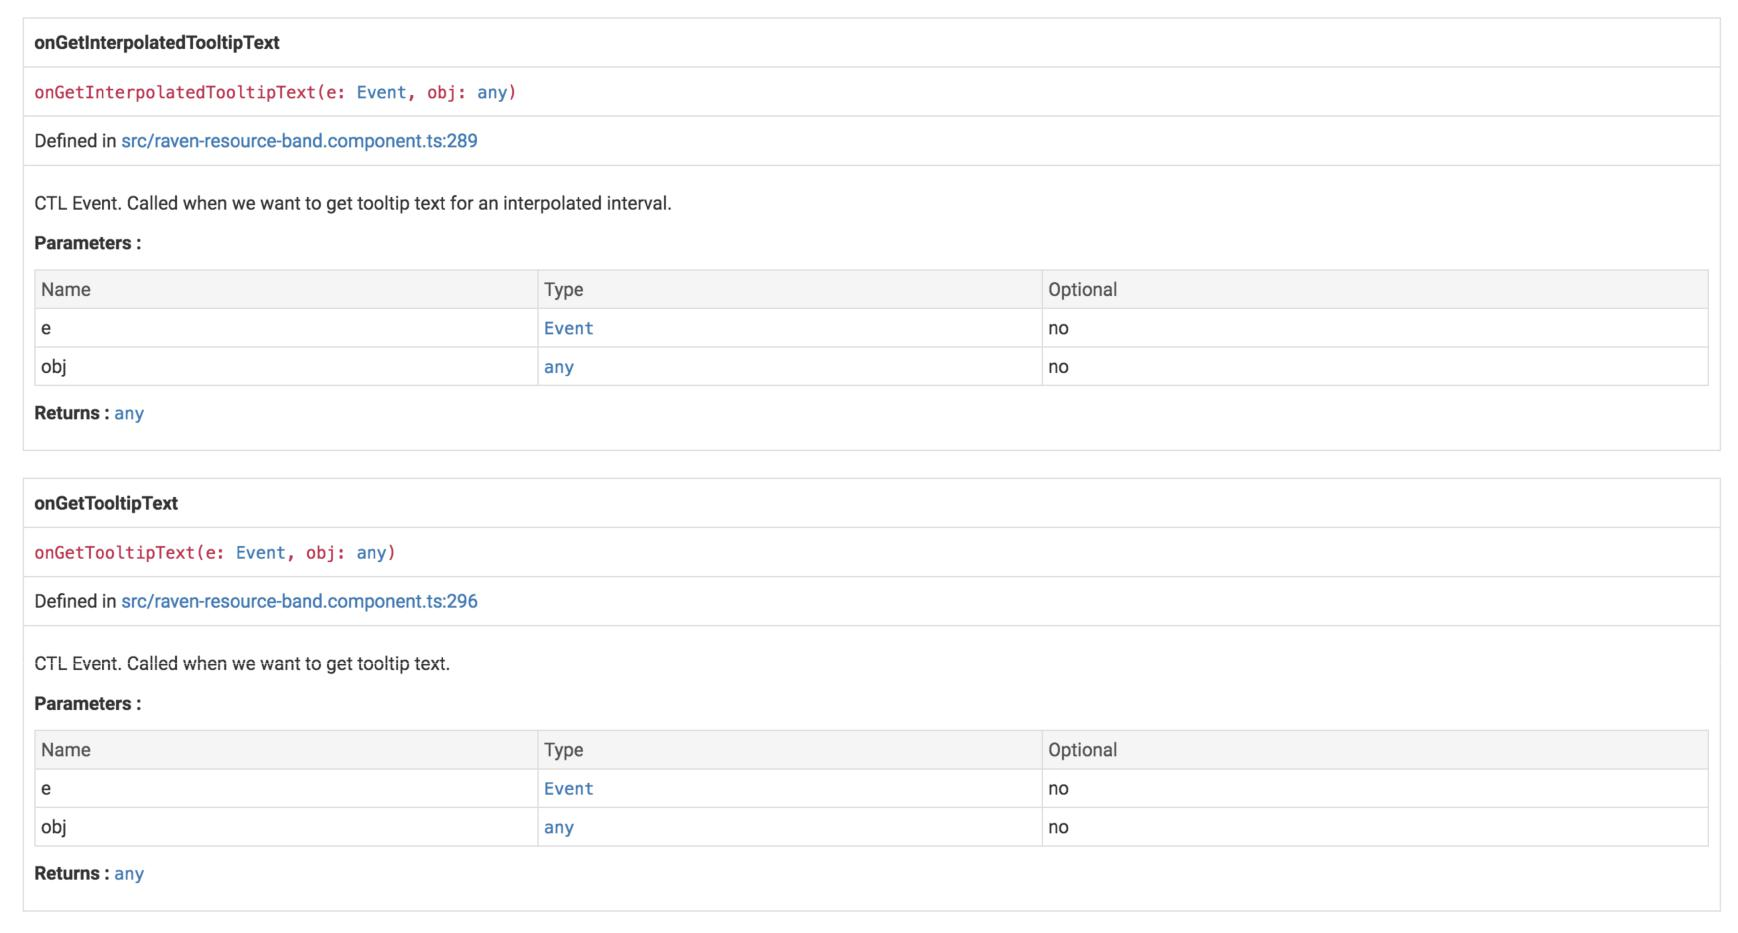 onGetInterpolatedTooltipText
onGetInterpolatedTooltipText(e: Event, obj: any)
Defined in src/raven-resource-band.component.ts:289
CTL Event. Called when we want to get tooltip text for an interpolated interval.
Parameters :
Name Type Optional
e Event no
obj any no
Returns : any
onGetTooltipText
onGetTooltipText(e: Event, obj: any)
Defined in src/raven-resource-band.component.ts:296
CTL Event. Called when we want to get tooltip text.
Parameters :
Name Type Optional
e Event no
obj any no
Returns : any